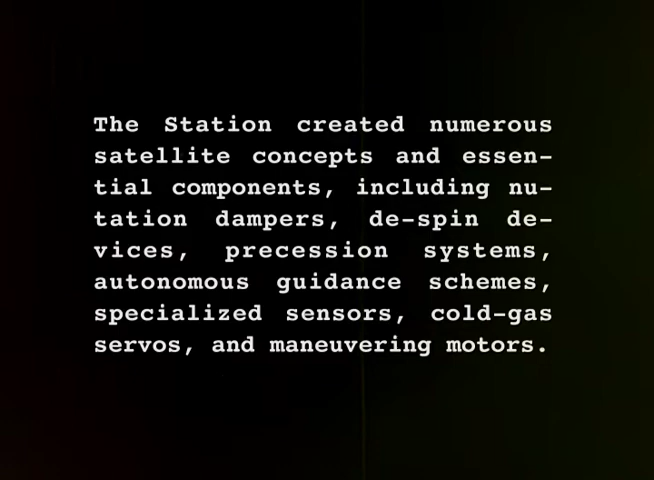 The Station created numerous
satellite concepts and essen-
tial components, including nu-
tation dampers, de-spin de-
vices, precession systems,
autonomous guidance schemes,
specialized sensors, cold-gas
servos, and maneuvering motors.